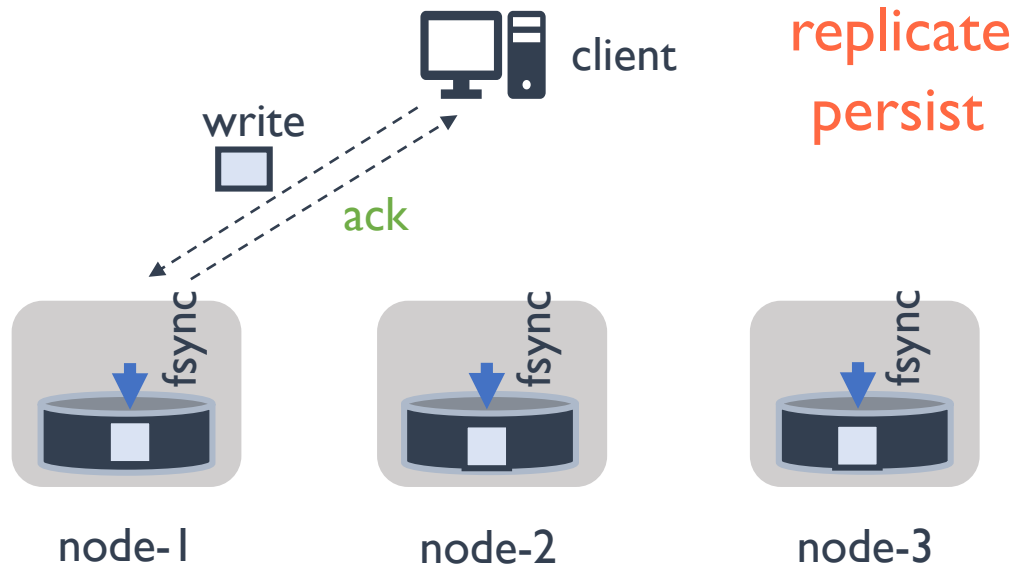 replicate
persist
client
write
ack
fsync
fsync
fsync
node-1
node-2
node-3